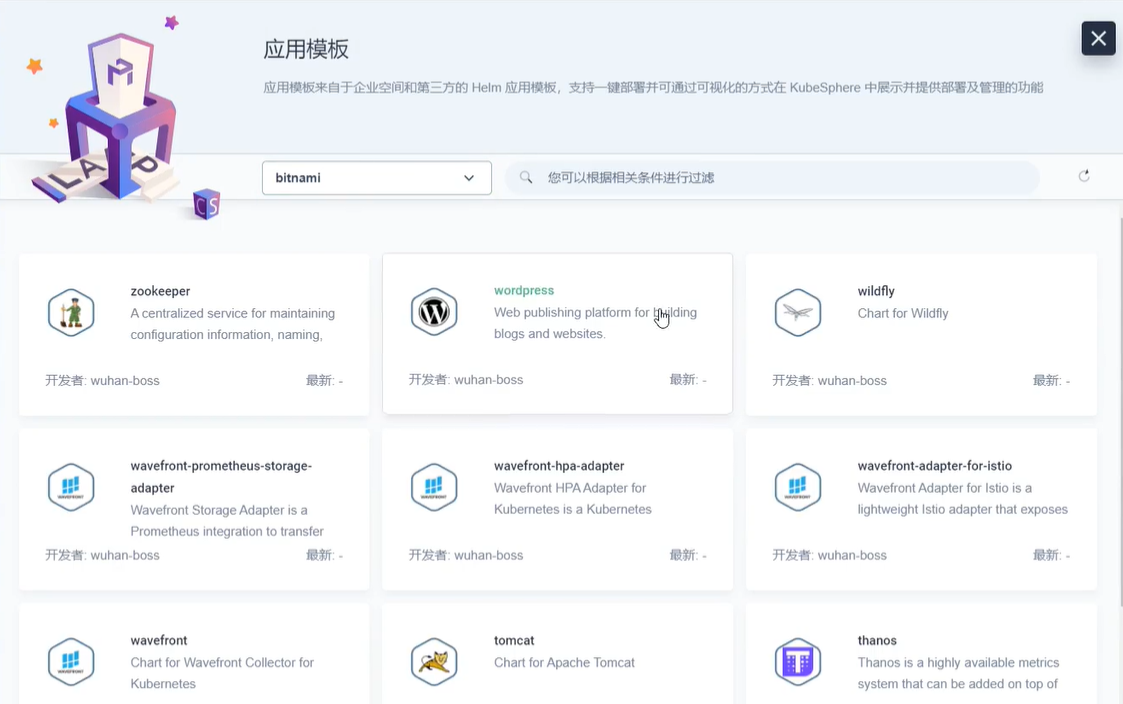 应用模板
应用模板来自于企业空间和第三方的 Helm 应用模板，支持一键部署并可通过可视化的方式在 KubeSphere 中展示并提供部署及管理的功能
LAPP
CS
bitnami
您可以根据相关条件进行过滤
zookeeper
A centralized service for maintaining
configuration information, naming,
开发者: wuhan-boss
最新: -
wordpress
Web publishing platform for building
blogs and websites.
开发者: wuhan-boss
最新: -
wildfly
Chart for Wildfly
开发者: wuhan-boss
最新: -
wavefront-prometheus-storage-
adapter
Wavefront Storage Adapter is a
Prometheus integration to transfer
开发者: wuhan-boss
最新: -
wavefront-hpa-adapter
Wavefront HPA Adapter for
Kubernetes is a Kubernetes
开发者: wuhan-boss
最新: -
wavefront-adapter-for-istio
Wavefront Adapter for Istio is a
lightweight Istio adapter that exposes
开发者: wuhan-boss
最新: -
wavefront
Chart for Wavefront Collector for
Kubernetes
tomcat
Chart for Apache Tomcat
thanos
Thanos is a highly available metrics
system that can be added on top of